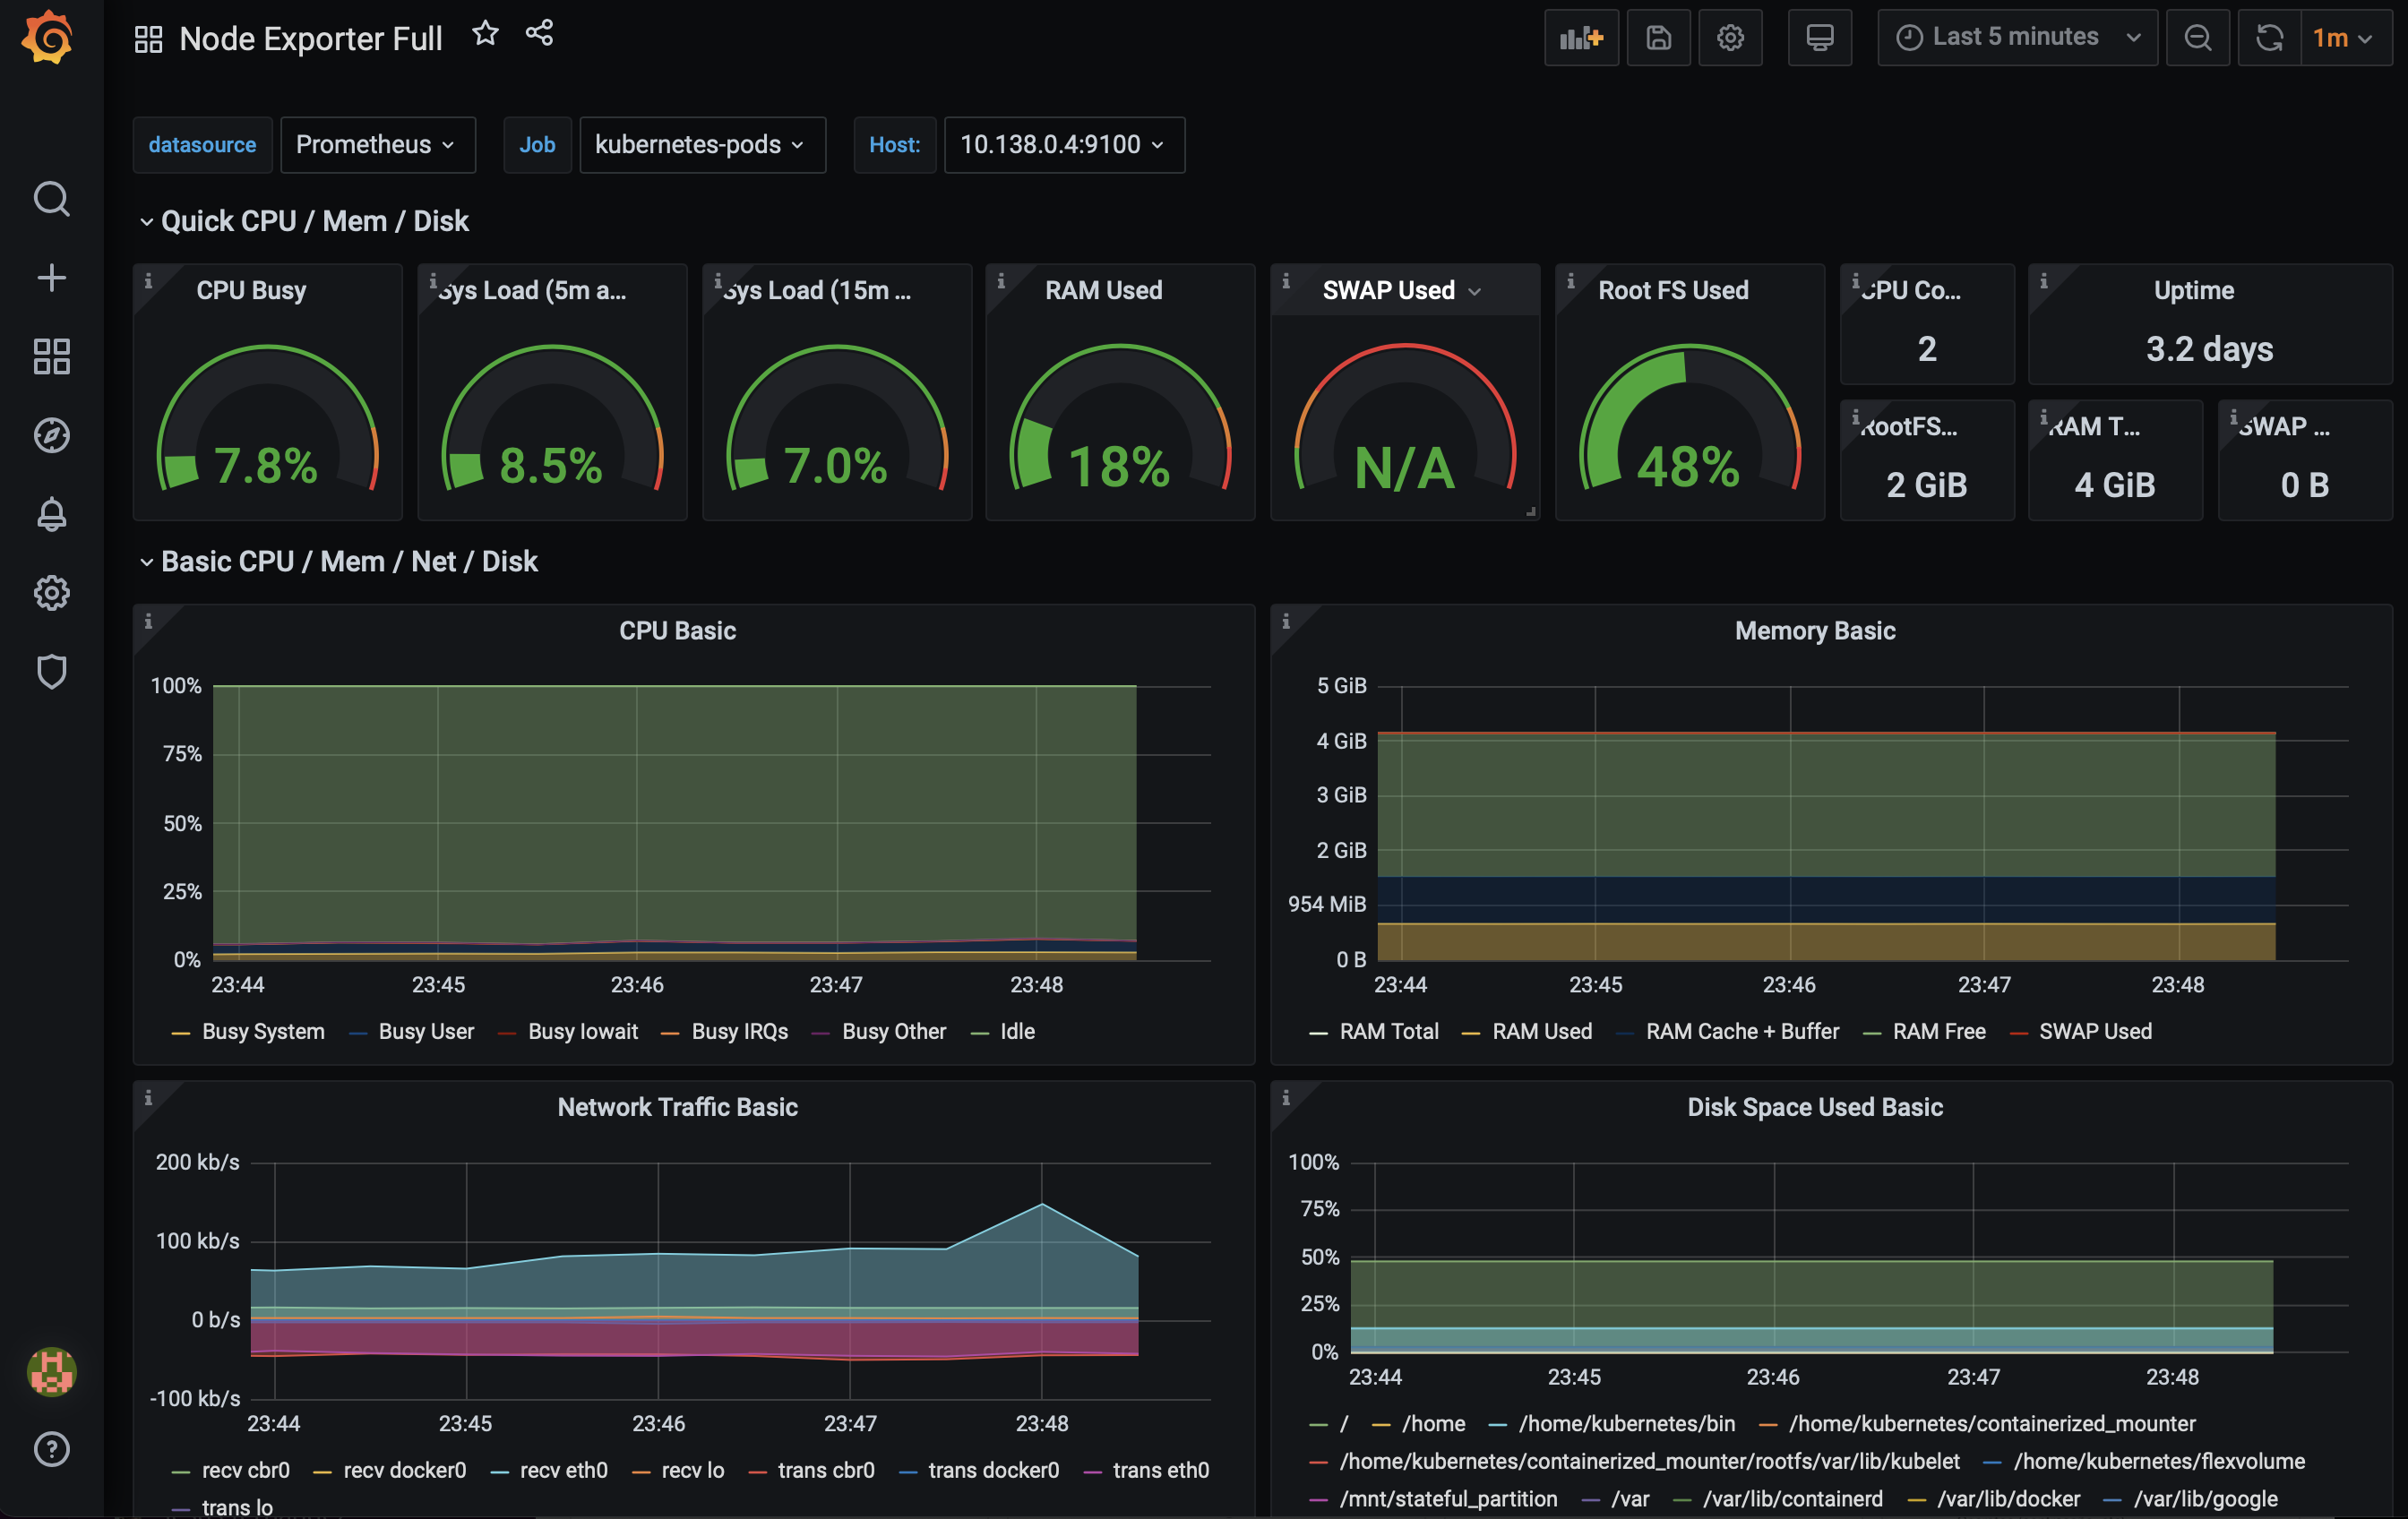 Node Exporter Full
Last 5 minutes
1m
datasource Prometheus Job kubernetes-pods Host: 10.138.0.4:9100
Quick CPU / Mem / Disk
CPU Busy
7.8%
Sys Load (5m a...
8.5%
Sys Load (15m ...
7.0%
RAM Used
18%
SWAP Used
N/A
Root FS Used
48%
CPU Co...
2
Uptime
3.2 days
RootFS...
2 GiB
RAM T...
4 GiB
SWAP ...
0 B
Basic CPU / Mem / Net / Disk
CPU Basic
100%
75%
50%
25%
0%
23:44 23:45 23:46 23:47 23:48
Busy System Busy User Busy Iowait Busy IRQs Busy Other Idle
Memory Basic
5 GiB
4 GiB
3 GiB
2 GiB
954 MiB
0 B
23:44 23:45 23:46 23:47 23:48
RAM Total RAM Used RAM Cache + Buffer RAM Free SWAP Used
Network Traffic Basic
200 kb/s
100 kb/s
0 b/s
-100 kb/s
23:44 23:45 23:46 23:47 23:48
recv cbr0 recv docker0 recv eth0 recv lo trans cbr0 trans docker0 trans eth0
trans lo
Disk Space Used Basic
100%
75%
50%
25%
0%
23:44 23:45 23:46 23:47 23:48
/ /home /home/kubernetes/bin /home/kubernetes/containerized_mounter
/home/kubernetes/containerized_mounter/rootfs/var/lib/kubelet /home/kubernetes/flexvolume
/mnt/stateful_partition /var /var/lib/containerd /var/lib/docker /var/lib/google